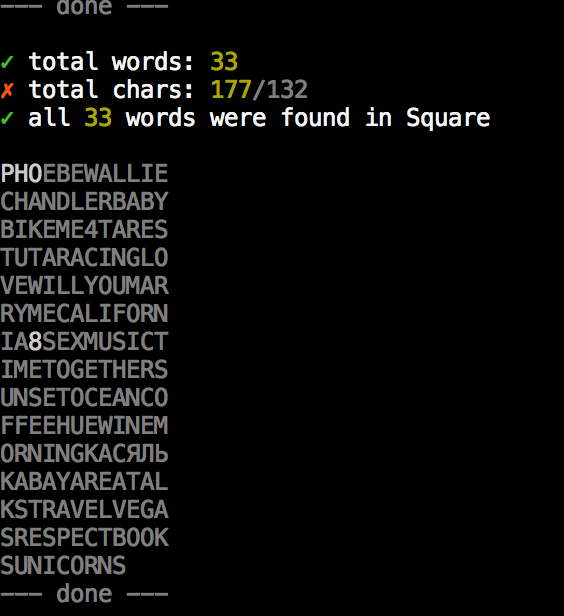 --- done ---
✓ total words: 33
✗ total chars: 177/132
✓ all 33 words were found in Square
PHOEBEWALLIE
CHANDLERBABY
BIKEME4TARES
TUTARACINGLO
VEWILLYOUMAR
RYMECALIFORN
IA8SEXMUSICT
IMETOGETHERS
UNSETOCEANCO
FFEEHUEWINEM
ORNINGKАСЯЛЬ
KABAYAREATAL
KSTRAVELVEGA
SRESPECTBOOK
SUNICORNS
--- done ---